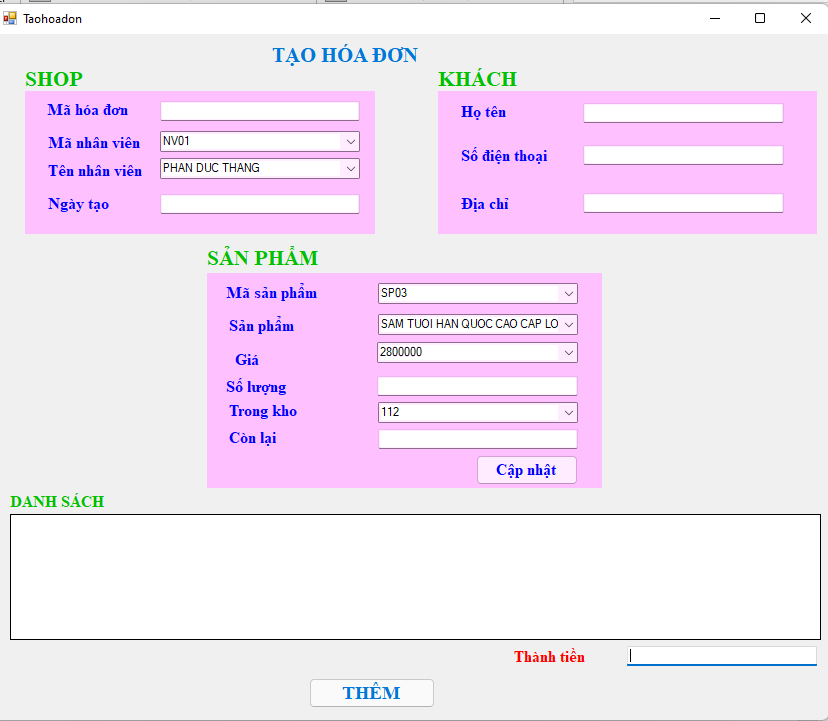 Taohoadon
TẠO HÓA ĐƠN
SHOP
Mã hóa đơn
Mã nhân viên NV01
Tên nhân viên PHAN DUC THANG
Ngày tạo
KHÁCH
Họ tên
Số điện thoại
Địa chỉ
SẢN PHẨM
Mã sản phẩm SP03
Sản phẩm SAM TUOI HAN QUOC CAO CAP LO
Giá 2800000
Số lượng
Trong kho 112
Còn lại
Cập nhật
DANH SÁCH
Thành tiền
THÊM